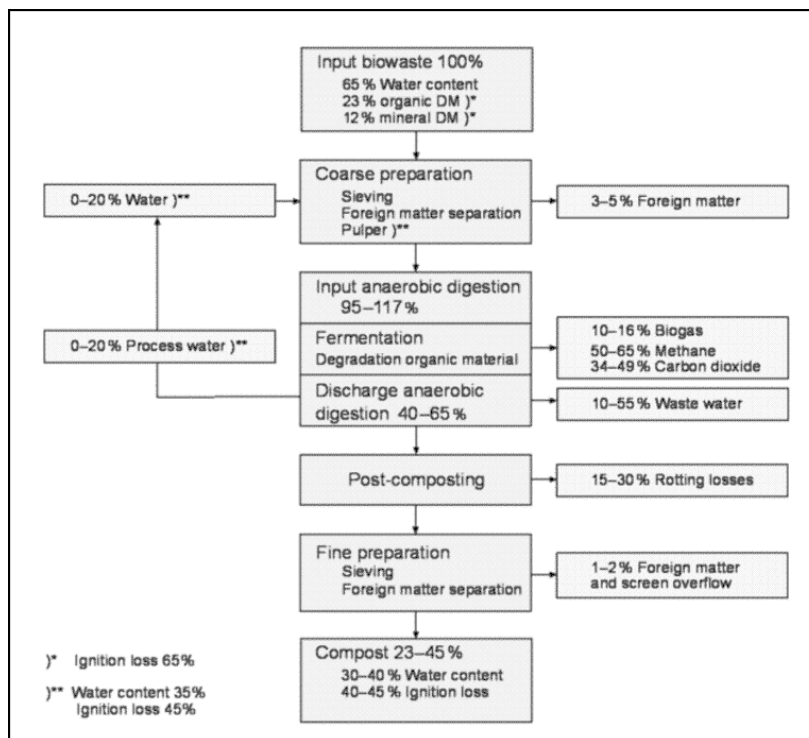 Input biowaste 100%
65% Water content
23% organic DM )*
12% mineral DM )*
Coarse preparation
Sieving
Foreign matter separation
Pulper )**
0–20% Water )**
3–5% Foreign matter
Input anaerobic digestion
95–117%
Fermentation
Degradation organic material
10–16% Biogas
50–65% Methane
34–49% Carbon dioxide
0–20% Process water )**
Discharge anaerobic
digestion 40–65%
10–55% Waste water
Post-composting
15–30% Rotting losses
Fine preparation
Sieving
Foreign matter separation
1–2% Foreign matter
and screen overflow
Compost 23–45%
30–40% Water content
40–45% Ignition loss
)* Ignition loss 65%
)** Water content 35%
Ignition loss 45%